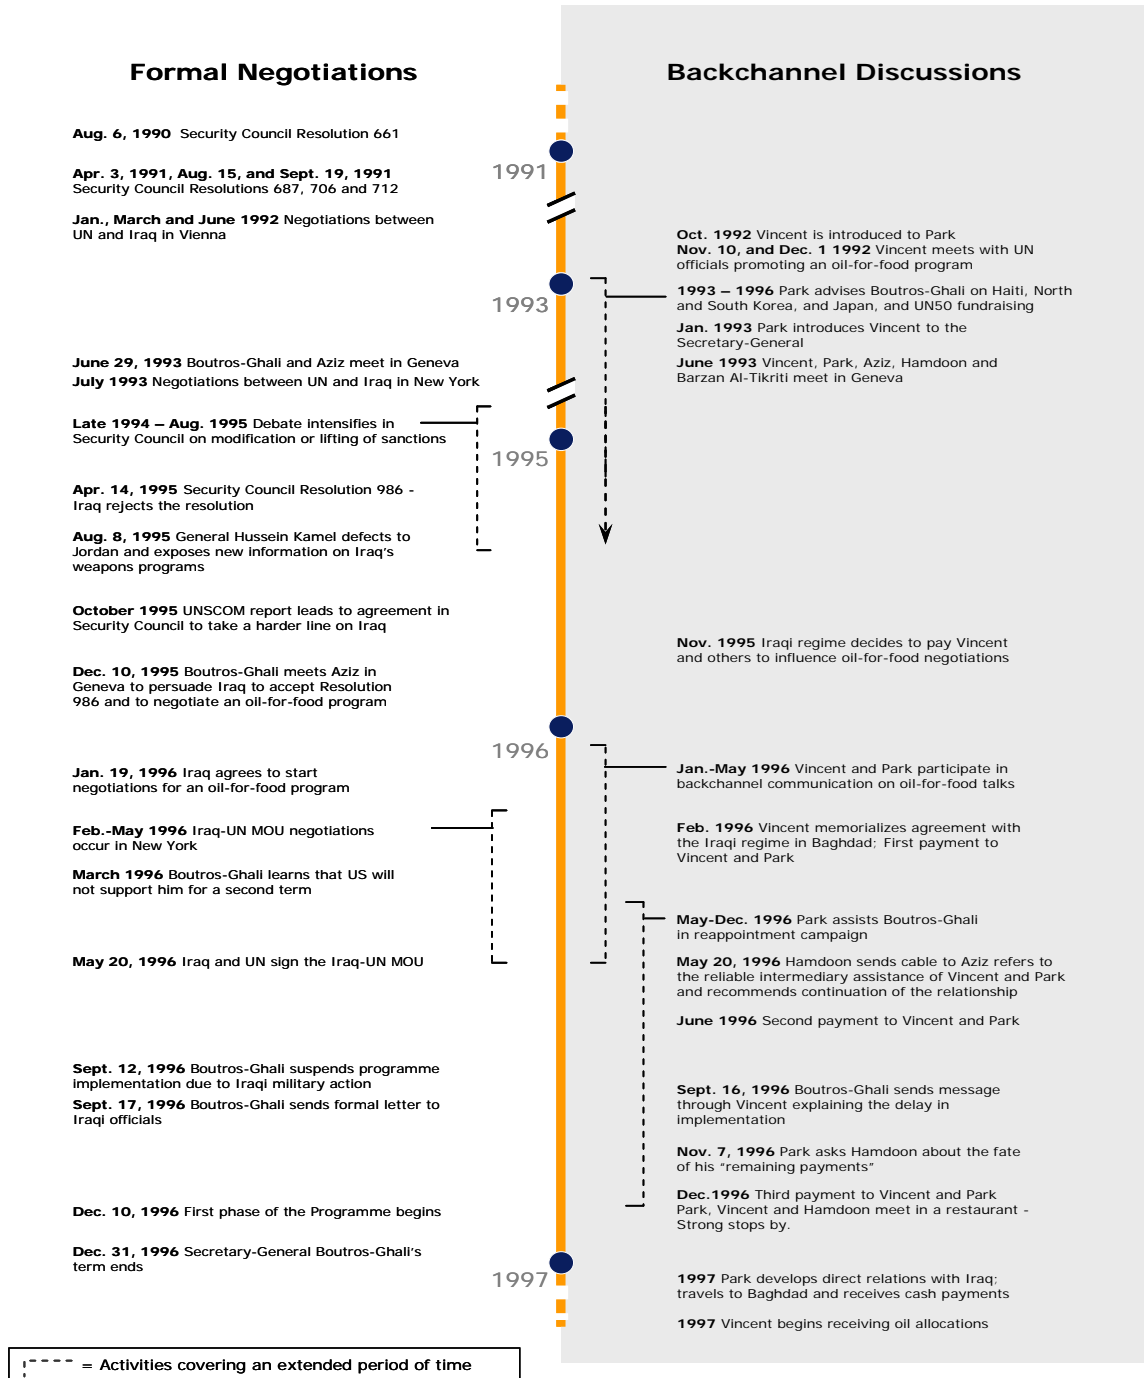 Formal Negotiations
Aug. 6, 1990 Security Council Resolution 661
Apr. 3, 1991, Aug. 15, and Sept. 19, 1991
Security Council Resolutions 687, 706 and 712
Jan., March and June 1992 Negotiations between
UN and Iraq in Vienna
June 29, 1993 Boutros-Ghali and Aziz meet in Geneva
July 1993 Negotiations between UN and Iraq in New York
Late 1994 – Aug. 1995 Debate intensifies in
Security Council on modification or lifting of sanctions
Apr. 14, 1995 Security Council Resolution 986 -
Iraq rejects the resolution
Aug. 8, 1995 General Hussein Kamel defects to
Jordan and exposes new information on Iraq's
weapons programs
October 1995 UNSCOM report leads to agreement in
Security Council to take a harder line on Iraq
Dec. 10, 1995 Boutros-Ghali meets Aziz in
Geneva to persuade Iraq to accept Resolution
986 and to negotiate an oil-for-food program
Jan. 19, 1996 Iraq agrees to start
negotiations for an oil-for-food program
Feb.-May 1996 Iraq-UN MOU negotiations
occur in New York
March 1996 Boutros-Ghali learns that US will
not support him for a second term
May 20, 1996 Iraq and UN sign the Iraq-UN MOU
Sept. 12, 1996 Boutros-Ghali suspends programme
implementation due to Iraqi military action
Sept. 17, 1996 Boutros-Ghali sends formal letter to
Iraqi officials
Dec. 10, 1996 First phase of the Programme begins
Dec. 31, 1996 Secretary-General Boutros-Ghali's
term ends
1991
1993
1995
1996
1997
Backchannel Discussions
Oct. 1992 Vincent is introduced to Park
Nov. 10, and Dec. 1 1992 Vincent meets with UN
officials promoting an oil-for-food program
1993 – 1996 Park advises Boutros-Ghali on Haiti, North
and South Korea, and Japan, and UN50 fundraising
Jan. 1993 Park introduces Vincent to the
Secretary-General
June 1993 Vincent, Park, Aziz, Hamdoon and
Barzan Al-Tikriti meet in Geneva
Nov. 1995 Iraqi regime decides to pay Vincent
and others to influence oil-for-food negotiations
Jan.-May 1996 Vincent and Park participate in
backchannel communication on oil-for-food talks
Feb. 1996 Vincent memorializes agreement with
the Iraqi regime in Baghdad; First payment to
Vincent and Park
May-Dec. 1996 Park assists Boutros-Ghali
in reappointment campaign
May 20, 1996 Hamdoon sends cable to Aziz refers to
the reliable intermediary assistance of Vincent and Park
and recommends continuation of the relationship
June 1996 Second payment to Vincent and Park
Sept. 16, 1996 Boutros-Ghali sends message
through Vincent explaining the delay in
implementation
Nov. 7, 1996 Park asks Hamdoon about the fate
of his "remaining payments"
Dec.1996 Third payment to Vincent and Park
Park, Vincent and Hamdoon meet in a restaurant -
Strong stops by.
1997 Park develops direct relations with Iraq;
travels to Baghdad and receives cash payments
1997 Vincent begins receiving oil allocations
= Activities covering an extended period of time